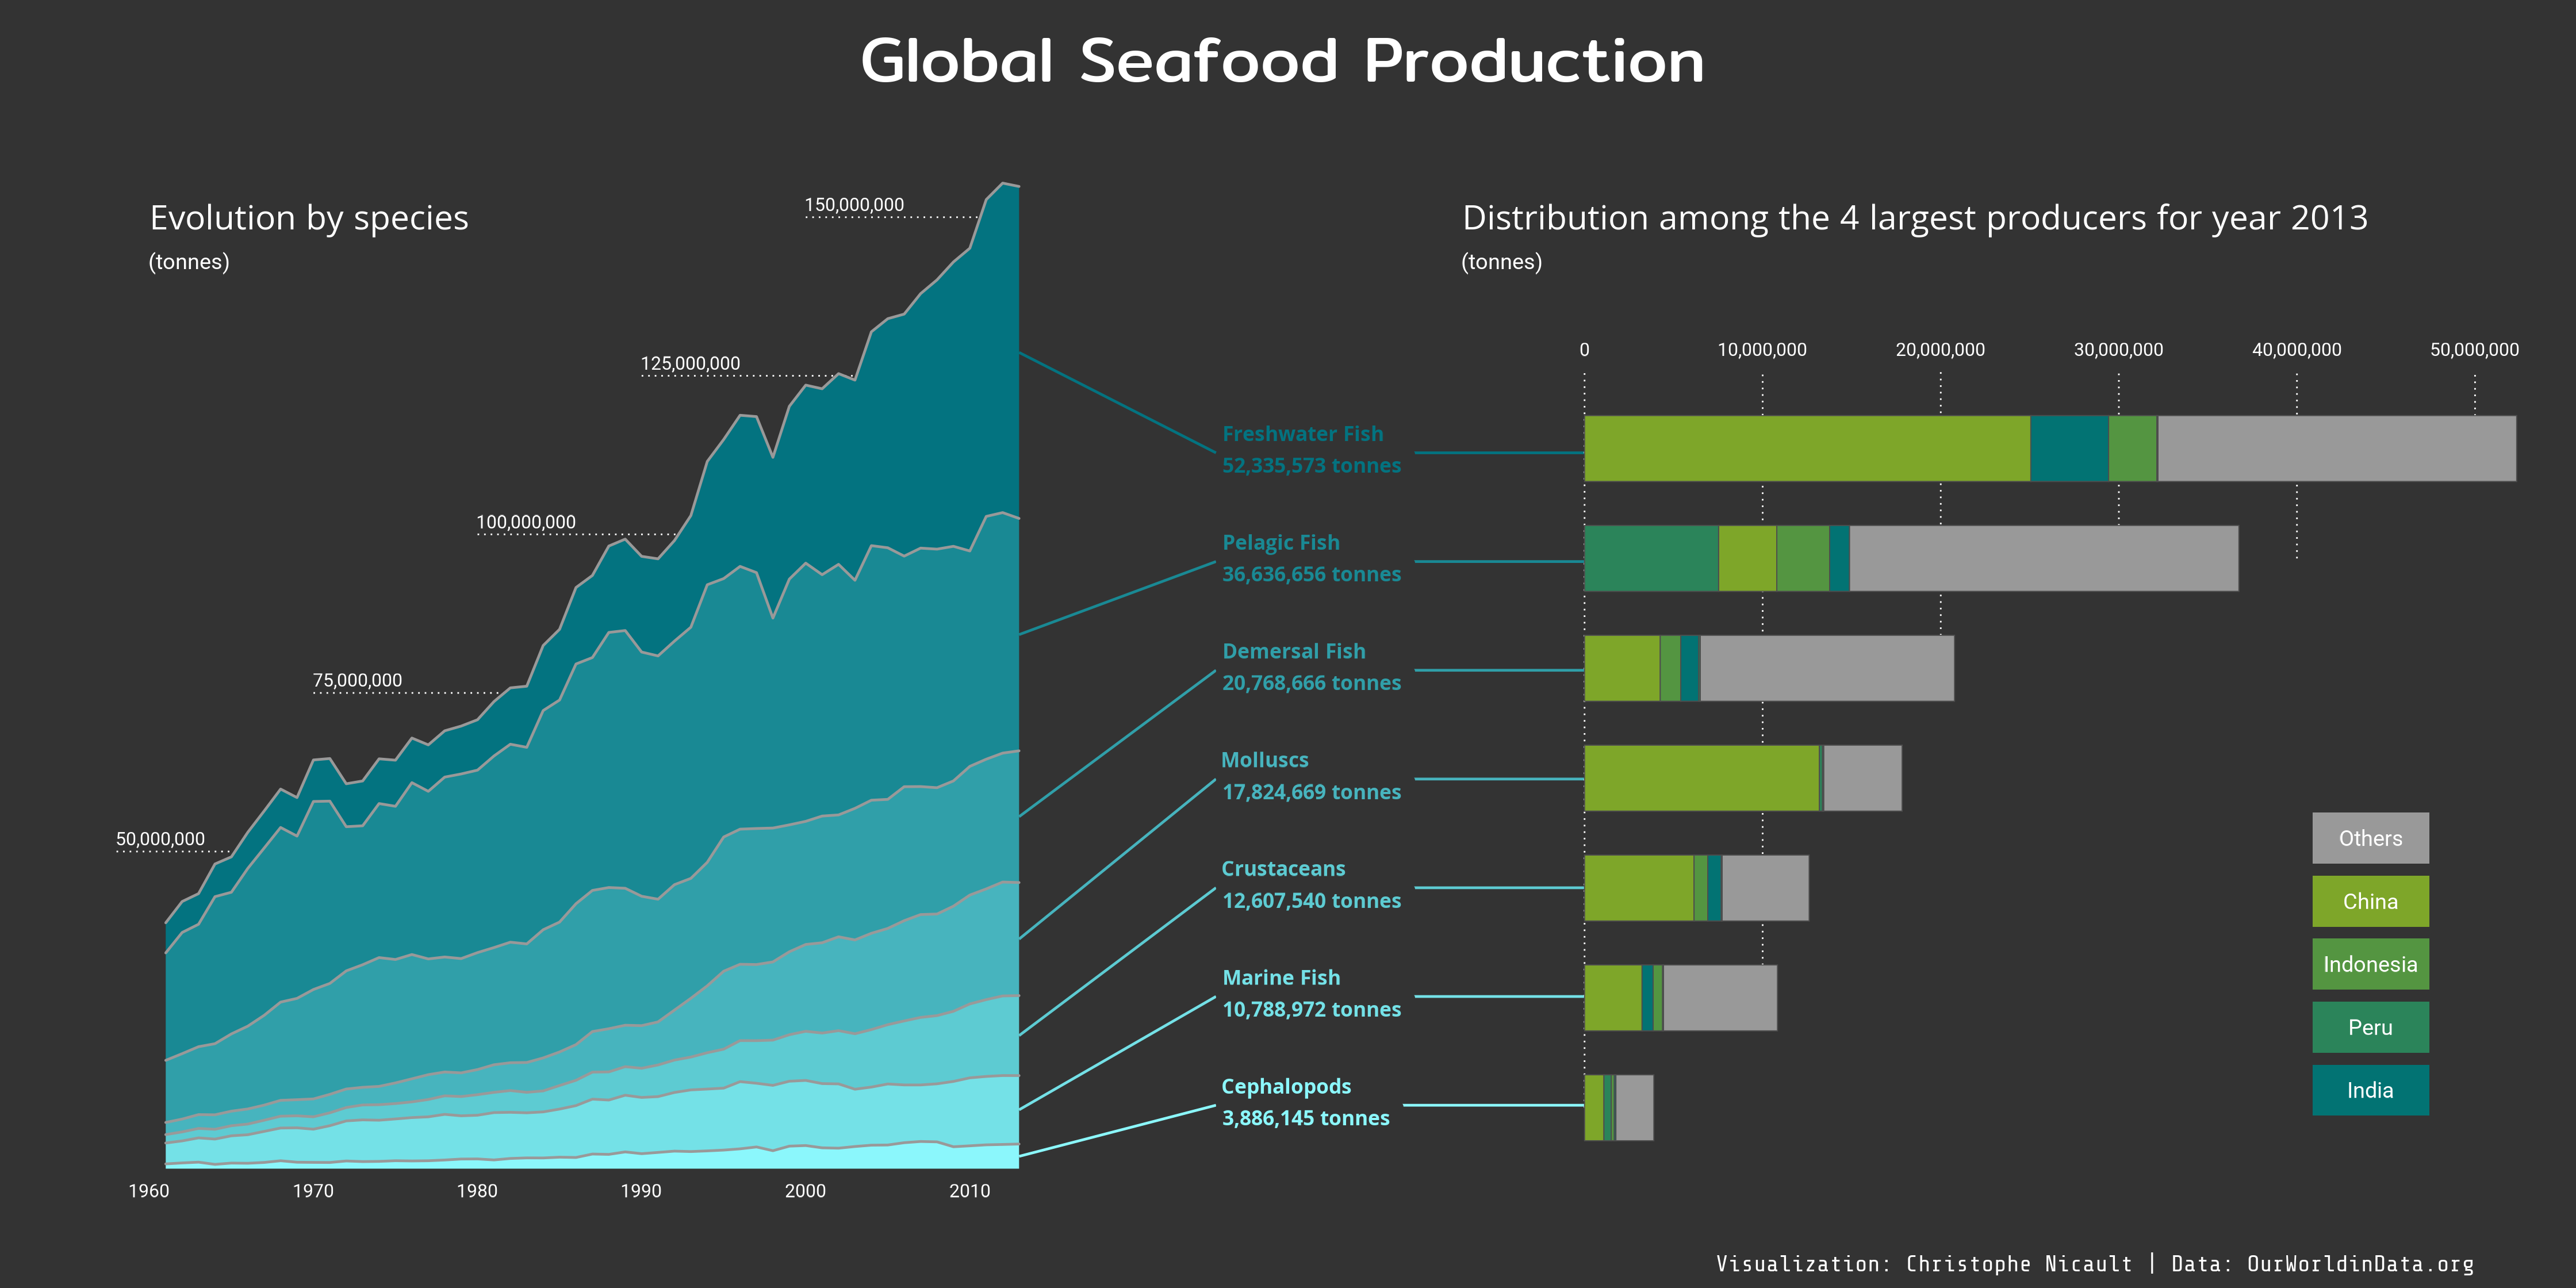 Global Seafood Production
Evolution by species
(tonnes)
150,000,000
125,000,000
100,000,000
75,000,000
50,000,000
1960
1970
1980
1990
2000
2010
Freshwater Fish
52,335,573 tonnes
Pelagic Fish
36,636,656 tonnes
Demersal Fish
20,768,666 tonnes
Molluscs
17,824,669 tonnes
Crustaceans
12,607,540 tonnes
Marine Fish
10,788,972 tonnes
Cephalopods
3,886,145 tonnes
Distribution among the 4 largest producers for year 2013
(tonnes)
0
10,000,000
20,000,000
30,000,000
40,000,000
50,000,000
Others
China
Indonesia
Peru
India
Visualization: Christophe Nicault | Data: OurWorldinData.org